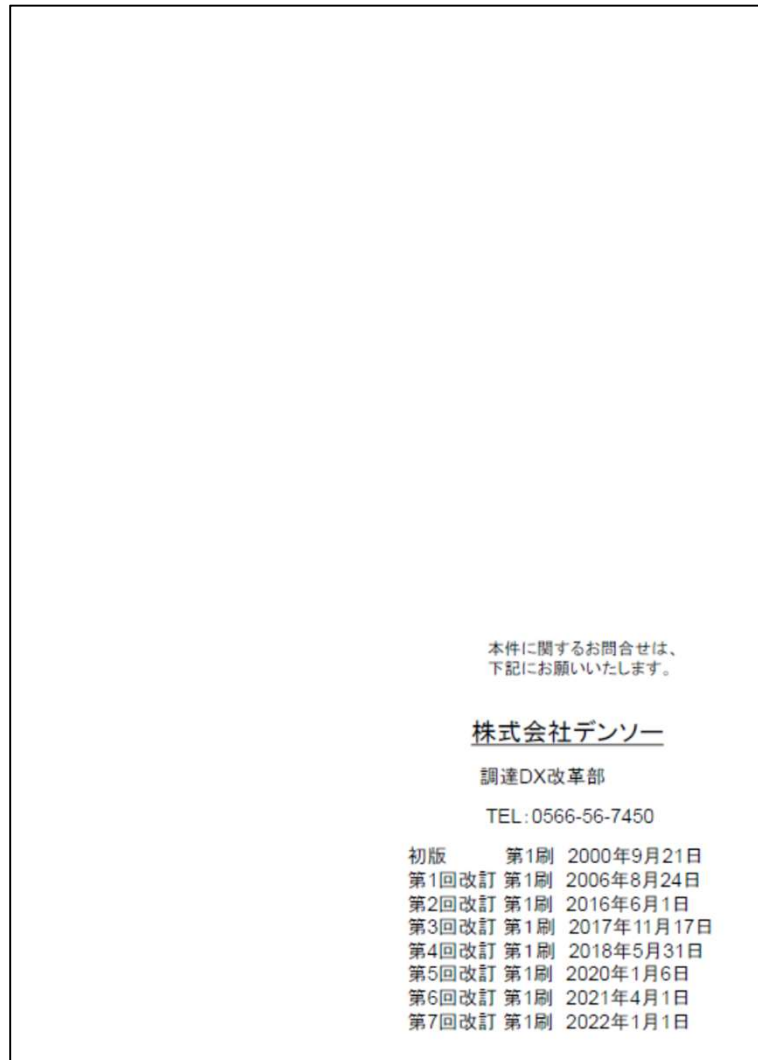 本件に関するお問合せは、
下記にお願いいたします。
株式会社デンソー
調達DX改革部
TEL:0566-56-7450
初版 第1刷 2000年9月21日
第1回改訂 第1刷 2006年8月24日
第2回改訂 第1刷 2016年6月1日
第3回改訂 第1刷 2017年11月17日
第4回改訂 第1刷 2018年5月31日
第5回改訂 第1刷 2020年1月6日
第6回改訂 第1刷 2021年4月1日
第7回改訂 第1刷 2022年1月1日